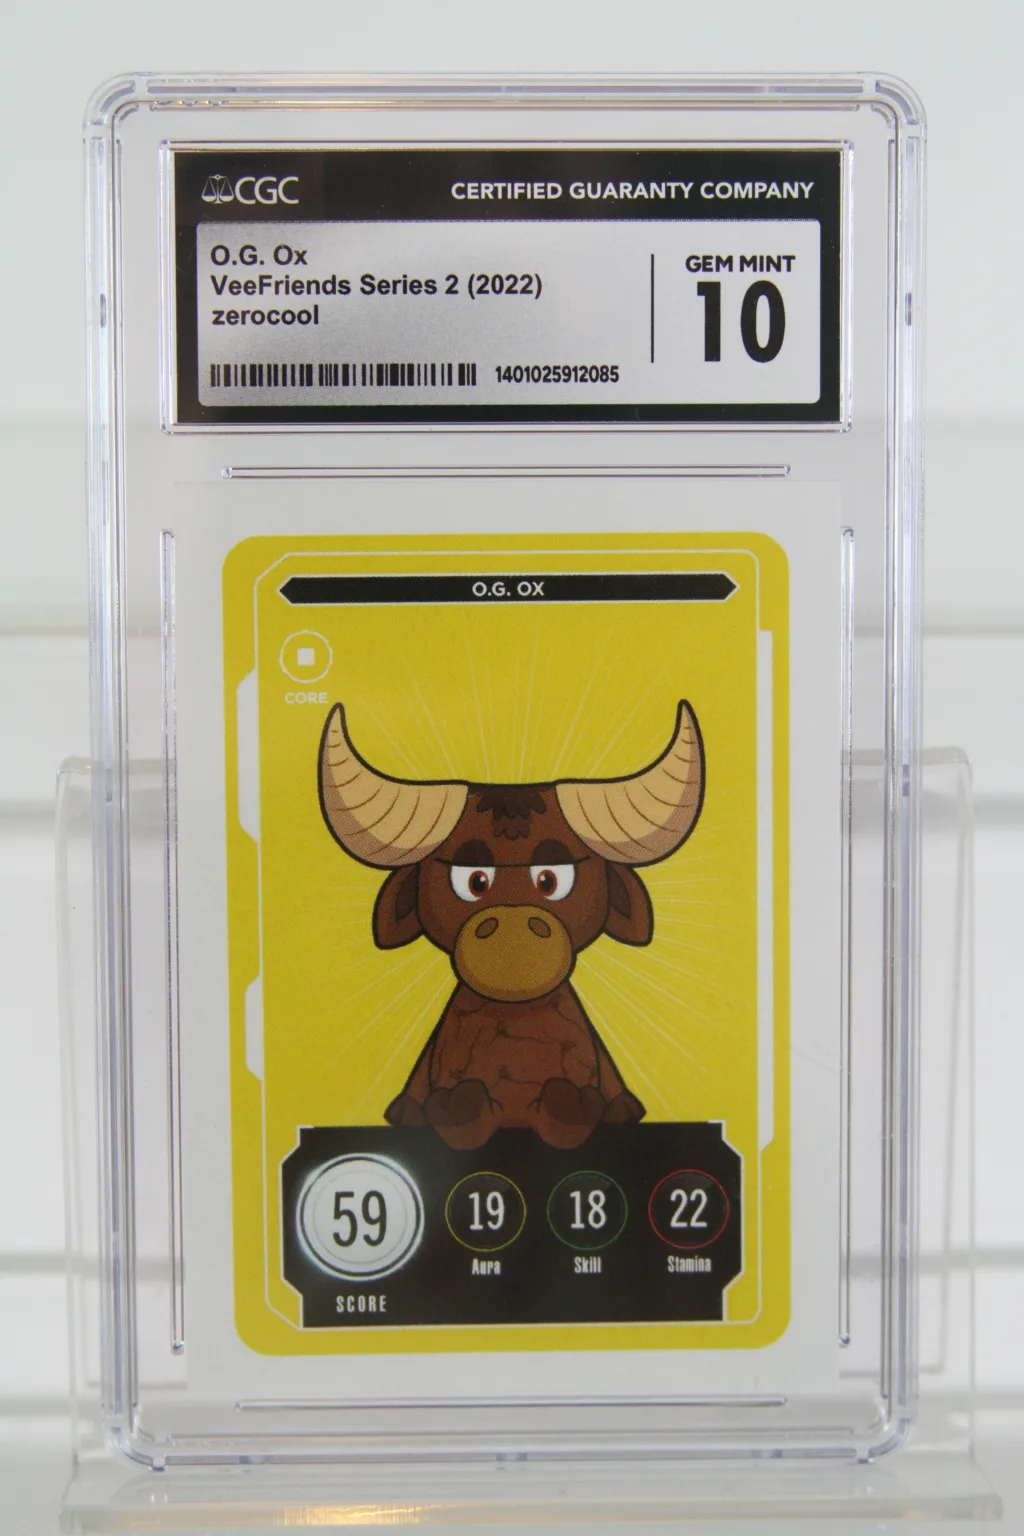 CGC
CERTIFIED GUARANTY COMPANY
O.G. Ox
VeeFriends Series 2 (2022)
zerocool
1401025912085
GEM MINT
10
O.G. OX
CORE
59
SCORE
19
Aura
18
Skill
22
Stamina